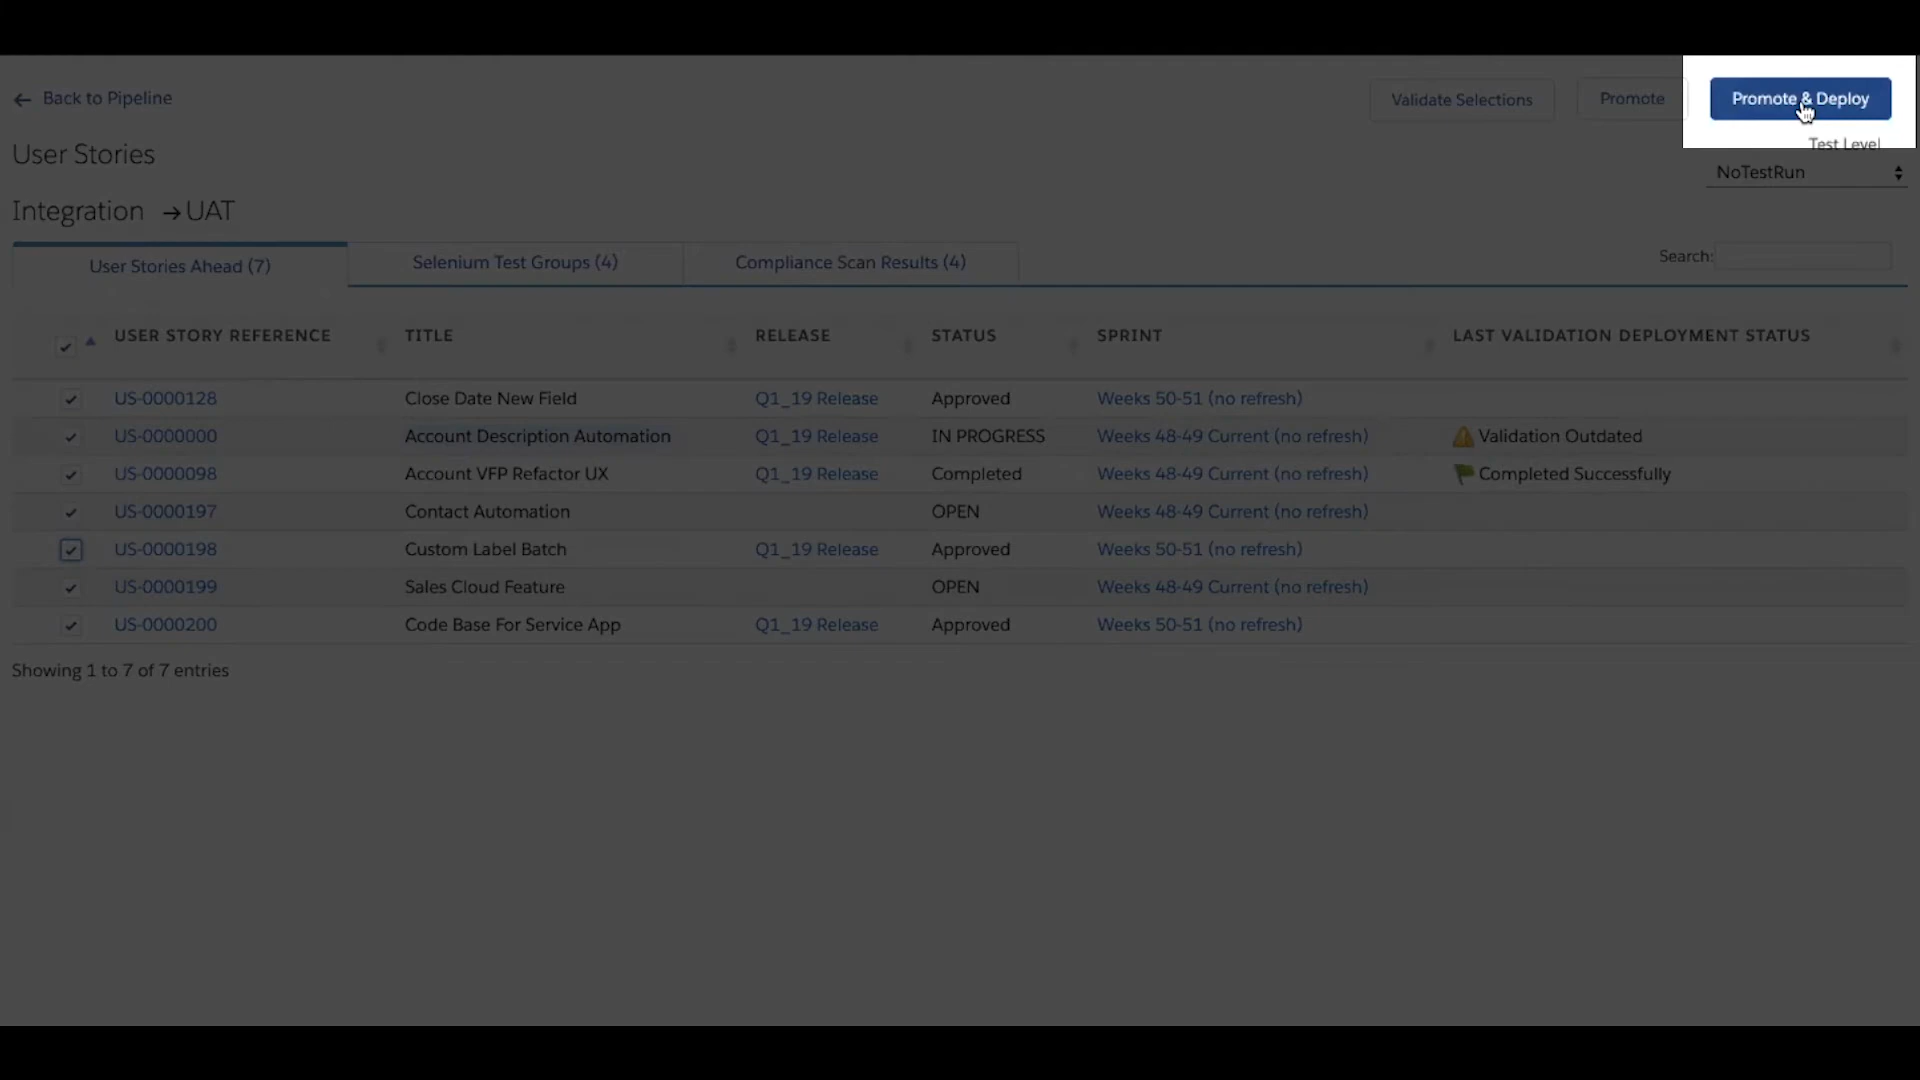 Back to Pipeline
Validate Selections
Promote
Promote & Deploy
User Stories
Test Level
NoTestRun
Integration → UAT
User Stories Ahead (7)
Selenium Test Groups (4)
Compliance Scan Results (4)
Search:
USER STORY REFERENCE TITLE RELEASE STATUS SPRINT LAST VALIDATION DEPLOYMENT STATUS
US-0000128 Close Date New Field Q1_19 Release Approved Weeks 50-51 (no refresh)
US-0000000 Account Description Automation Q1_19 Release IN PROGRESS Weeks 48-49 Current (no refresh) Validation Outdated
US-0000098 Account VFP Refactor UX Q1_19 Release Completed Weeks 48-49 Current (no refresh) Completed Successfully
US-0000197 Contact Automation OPEN Weeks 48-49 Current (no refresh)
US-0000198 Custom Label Batch Q1_19 Release Approved Weeks 50-51 (no refresh)
US-0000199 Sales Cloud Feature OPEN Weeks 48-49 Current (no refresh)
US-0000200 Code Base For Service App Q1_19 Release Approved Weeks 50-51 (no refresh)
Showing 1 to 7 of 7 entries